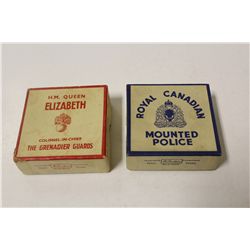 H.M. QUEEN
ELIZABETH
COLONEL-IN-CHIEF
THE GRENADIER GUARDS
ROYAL CANADIAN
MOUNTED
POLICE